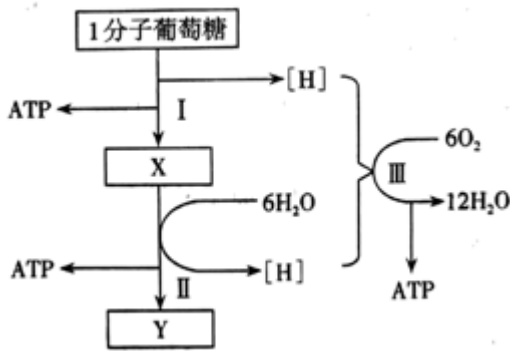 1分子葡萄糖
[H]
ATP
I
X
6O₂
III
12H₂O
6H₂O
ATP
[H]
II
ATP
Y